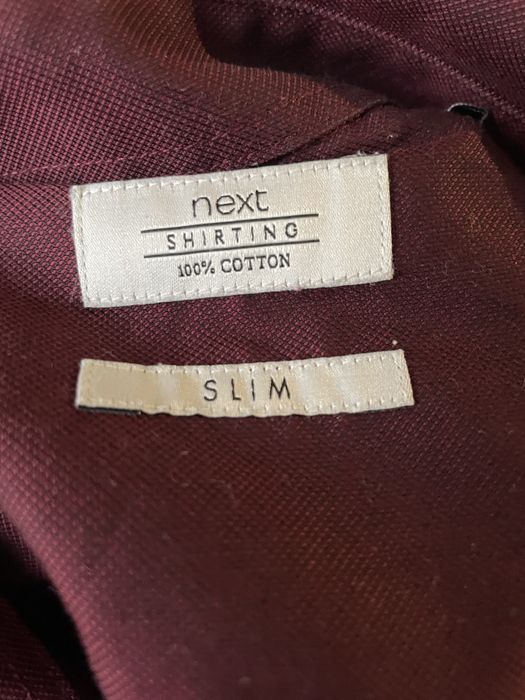 next
SHIRTING
100% COTTON
SLIM